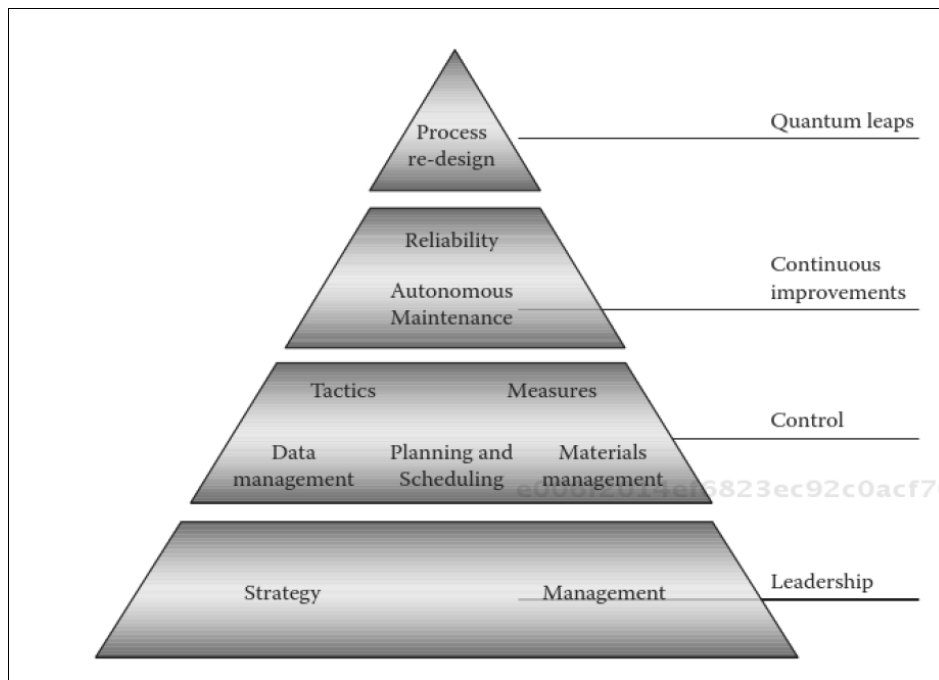 Process
re-design
Quantum leaps
Reliability
Autonomous
Maintenance
Continuous
improvements
Tactics Measures
Data
management
Planning and
Scheduling
Materials
management
Control
Strategy Management
Leadership